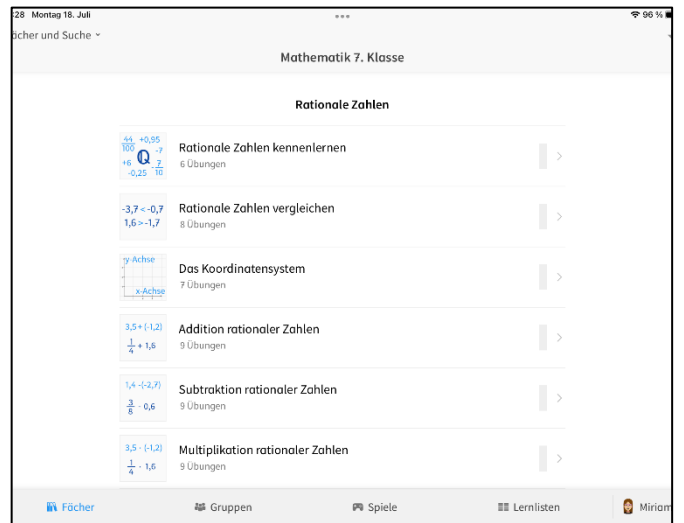 :28 Montag 18. Juli
96 %
ächer und Suche
Mathematik 7. Klasse
Rationale Zahlen
44/100 +0,95
-7
+6 Q -7/10
-0,25
Rationale Zahlen kennenlernen
6 Übungen
-3,7 < -0,7
1,6 > -1,7
Rationale Zahlen vergleichen
8 Übungen
y-Achse
x-Achse
Das Koordinatensystem
7 Übungen
3,5 + (-1,2)
1/4 + 1,6
Addition rationaler Zahlen
9 Übungen
1,4 -(-2,7)
3/8 - 0,6
Subtraktion rationaler Zahlen
9 Übungen
3,5 · (-1,2)
1/4 · 1,6
Multiplikation rationaler Zahlen
9 Übungen
Fächer
Gruppen
Spiele
Lernlisten
Miriam